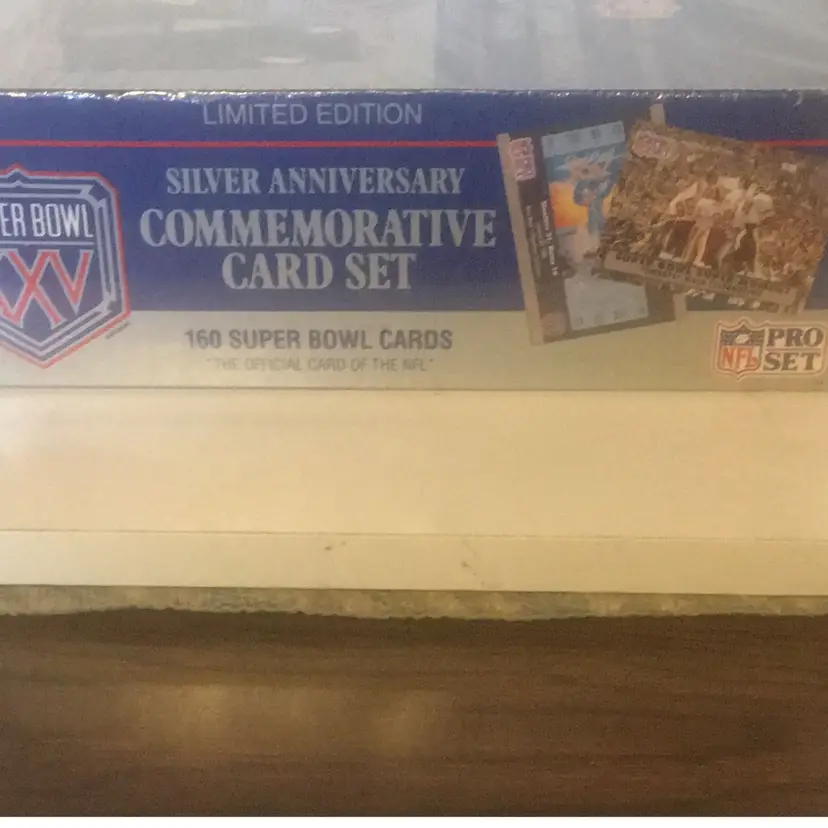 LIMITED EDITION
SILVER ANNIVERSARY
COMMEMORATIVE
CARD SET
ER BOWL
XXV
160 SUPER BOWL CARDS
"THE OFFICIAL CARD OF THE NFL"
NFL
PRO
SET